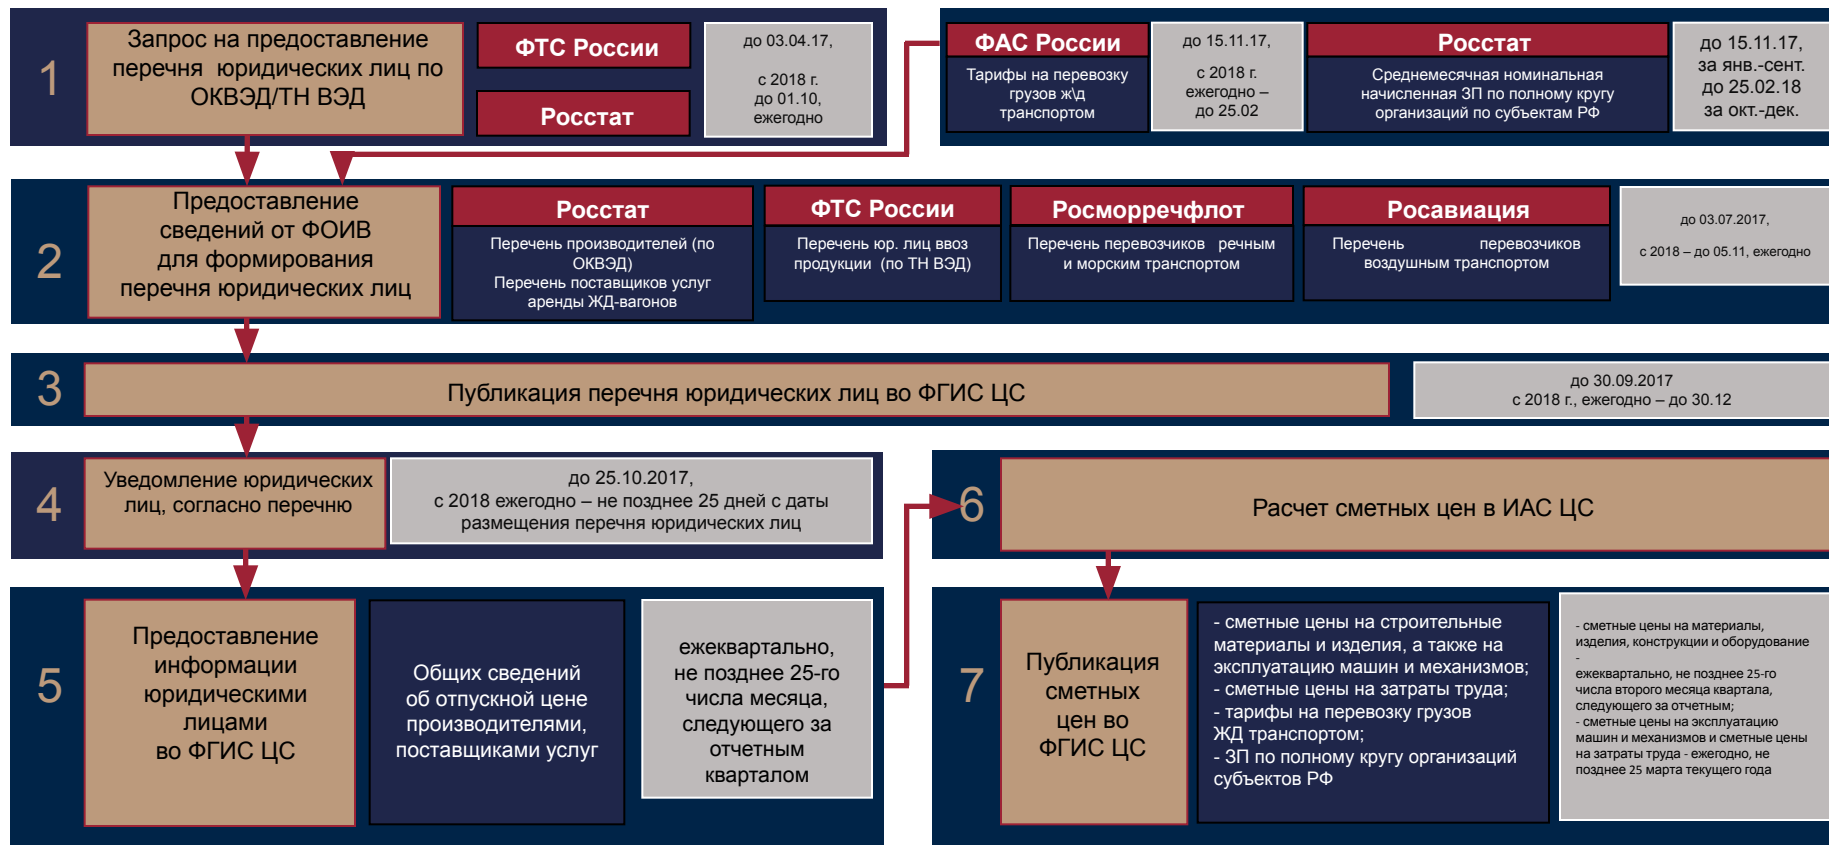 1
Запрос на предоставление
перечня юридических лиц по
ОКВЭД/ТН ВЭД
ФТС России
Росстат
до 03.04.17,
с 2018 г.
до 01.10,
ежегодно
ФАС России
Тарифы на перевозку
грузов ж\д
транспортом
до 15.11.17,
с 2018 г.
ежегодно –
до 25.02
Росстат
Среднемесячная номинальная
начисленная ЗП по полному кругу
организаций по субъектам РФ
до 15.11.17,
за янв.-сент.
до 25.02.18
за окт.-дек.
2
Предоставление
сведений от ФОИВ
для формирования
перечня юридических лиц
Росстат
Перечень производителей (по
ОКВЭД)
Перечень поставщиков услуг
аренды ЖД-вагонов
ФТС России
Перечень юр. лиц ввоз
продукции (по ТН ВЭД)
Росморречфлот
Перечень перевозчиков речным
и морским транспортом
Росавиация
Перечень перевозчиков
воздушным транспортом
до 03.07.2017,
с 2018 – до 05.11, ежегодно
3
Публикация перечня юридических лиц во ФГИС ЦС
до 30.09.2017
с 2018 г., ежегодно – до 30.12
4
Уведомление юридических
лиц, согласно перечню
до 25.10.2017,
с 2018 ежегодно – не позднее 25 дней с даты
размещения перечня юридических лиц
5
Предоставление
информации
юридическими
лицами
во ФГИС ЦС
Общих сведений
об отпускной цене
производителями,
поставщиками услуг
ежеквартально,
не позднее 25-го
числа месяца,
следующего за
отчетным
кварталом
6
Расчет сметных цен в ИАС ЦС
7
Публикация
сметных
цен во
ФГИС ЦС
- сметные цены на строительные
материалы и изделия, а также на
эксплуатацию машин и механизмов;
- сметные цены на затраты труда;
- тарифы на перевозку грузов
ЖД транспортом;
- ЗП по полному кругу организаций
субъектов РФ
- сметные цены на материалы,
изделия, конструкции и оборудование
-
ежеквартально, не позднее 25-го
числа второго месяца квартала,
следующего за отчетным;
- сметные цены на эксплуатацию
машин и механизмов и сметные цены
на затраты труда - ежегодно, не
позднее 25 марта текущего года